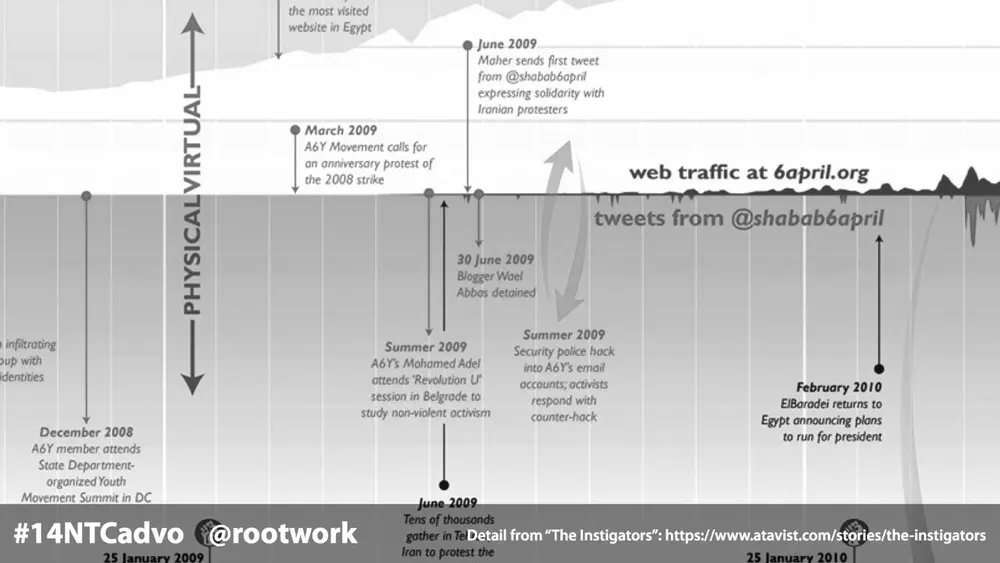 the most visited
website in Egypt
June 2009
Maher sends first tweet
from @shabab6april
expressing solidarity with
Iranian protesters
March 2009
A6Y Movement calls for
an anniversary protest of
the 2008 strike
PHYSICAL
VIRTUAL
web traffic at 6april.org
tweets from @shabab6april
30 June 2009
Blogger Wael
Abbas detained
infiltrating
oup with
identities
Summer 2009
A6Y's Mohamed Adel
attends 'Revolution U'
session in Belgrade to
study non-violent activism
Summer 2009
Security police hack
into A6Y's email
accounts; activists
respond with
counter-hack
February 2010
ElBaradei returns to
Egypt announcing plans
to run for president
December 2008
A6Y member attends
State Department-
organized Youth
Movement Summit in DC
June 2009
Tens of thousands
gather in
Iran to protest the
#14NTCadvo @rootwork
Detail from “The Instigators”: https://www.atavist.com/stories/the-instigators
25 January 2009
25 January 2010